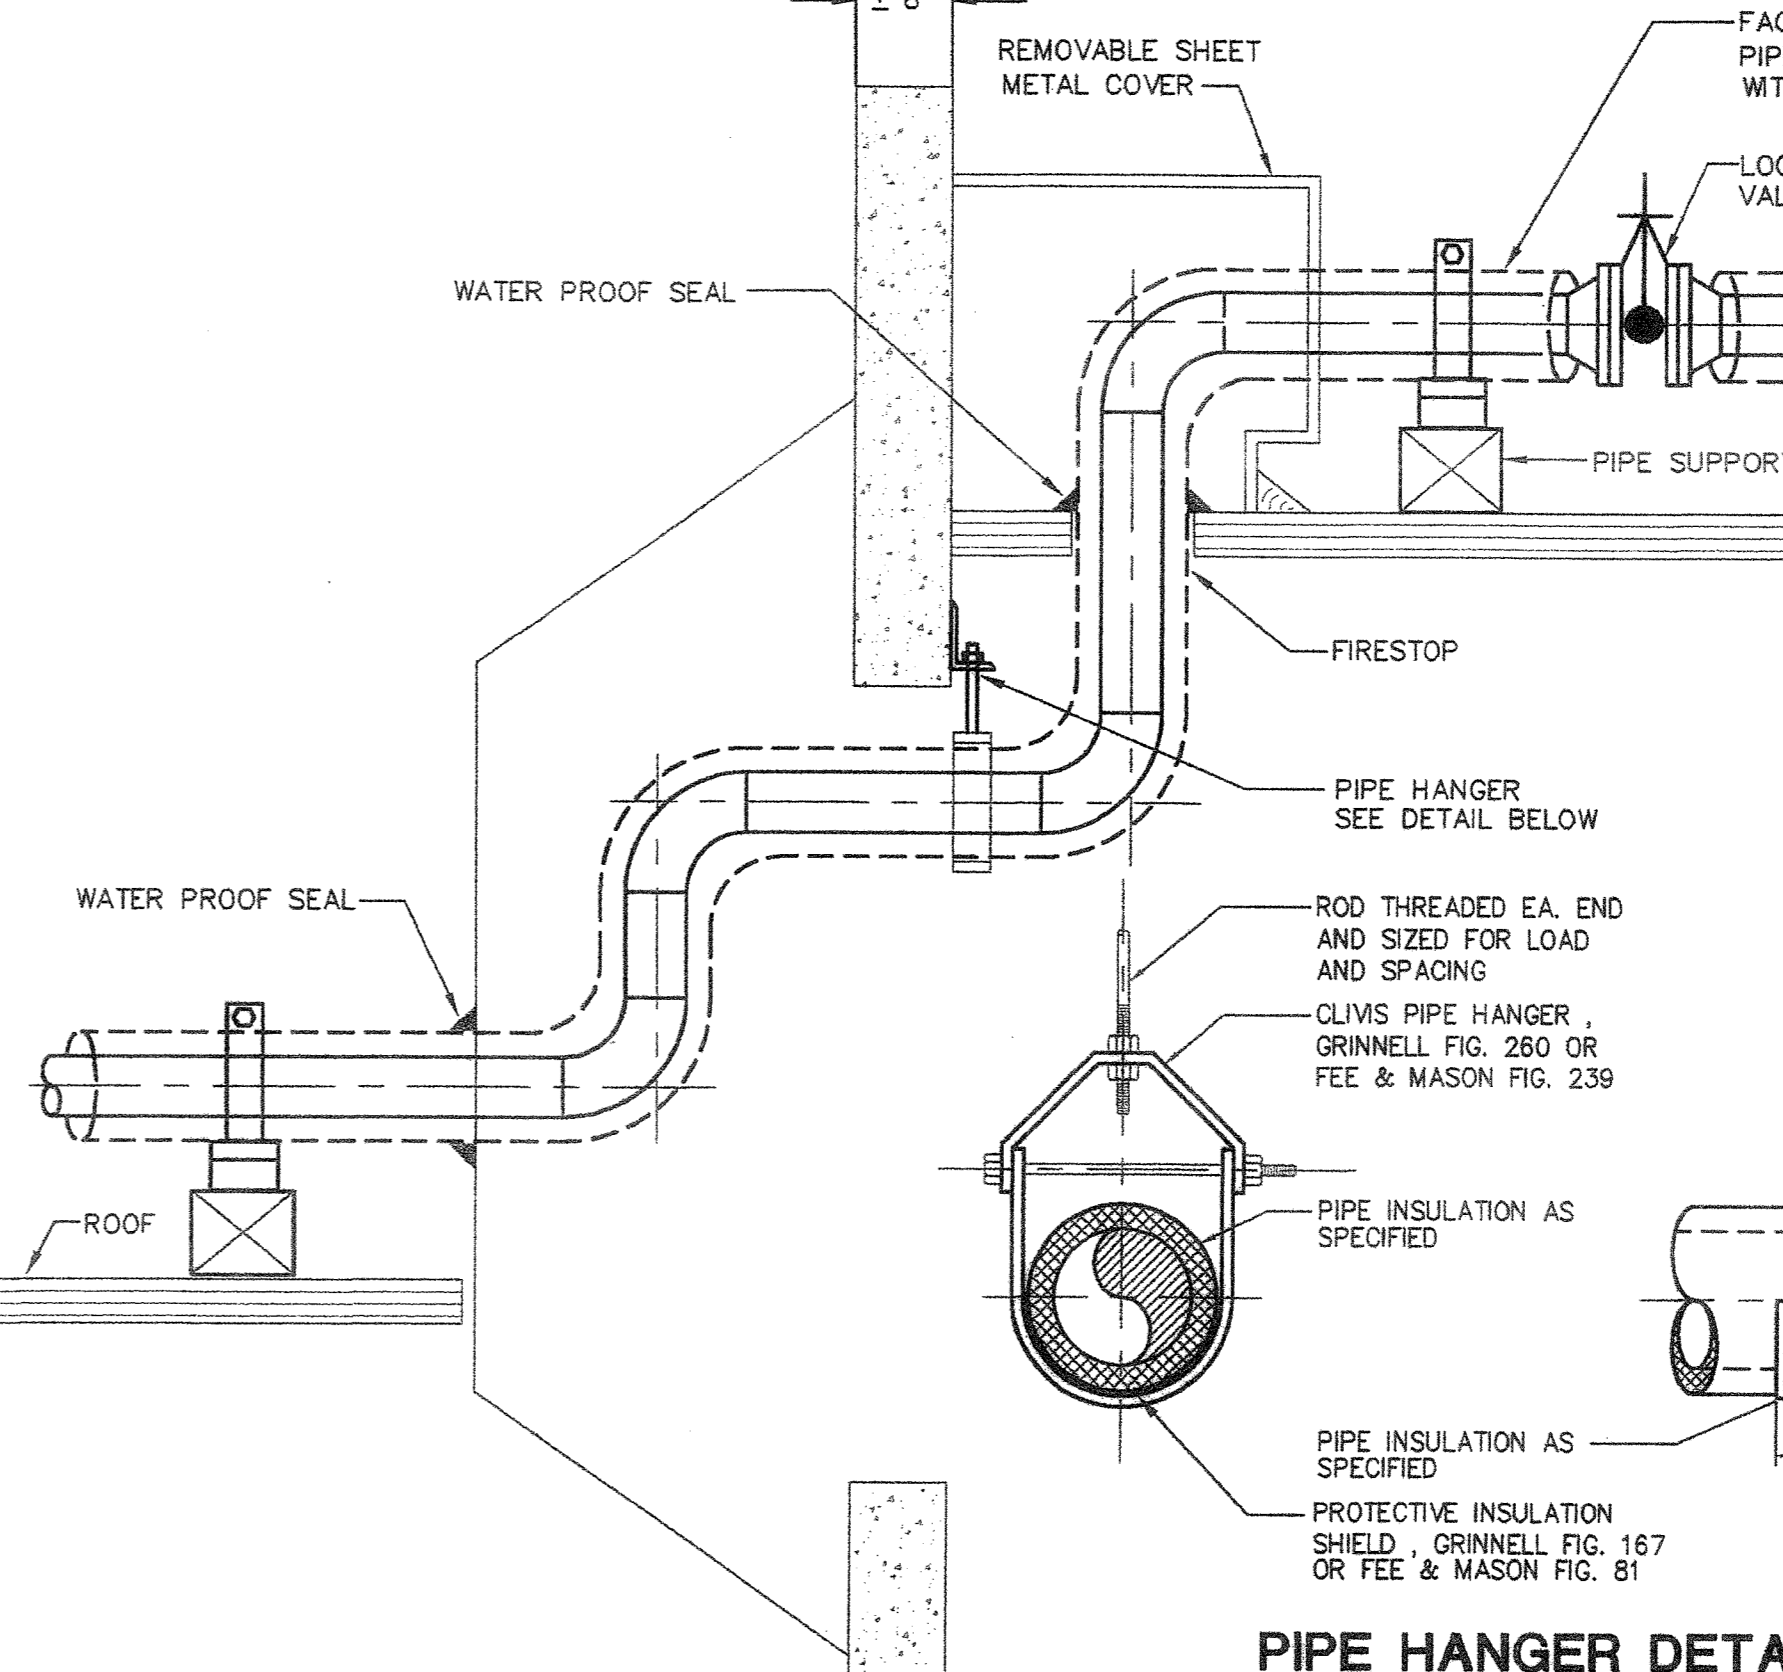 REMOVABLE SHEET
METAL COVER
WATER PROOF SEAL
PIPE
FIRESTOP
PIPE HANGER
SEE DETAIL BELOW
WATER PROOF SEAL
ROD THREADED EA. END
AND SIZED FOR LOAD
AND SPACING
CLIVIS PIPE HANGER ,
GRINNELL FIG. 260 OR
FEE & MASON FIG. 239
ROOF
PIPE INSULATION AS
SPECIFIED
PIPE INSULATION AS
SPECIFIED
PROTECTIVE INSULATION
SHIELD , GRINNELL FIG. 167
OR FEE & MASON FIG. 81
PIPE HANGER